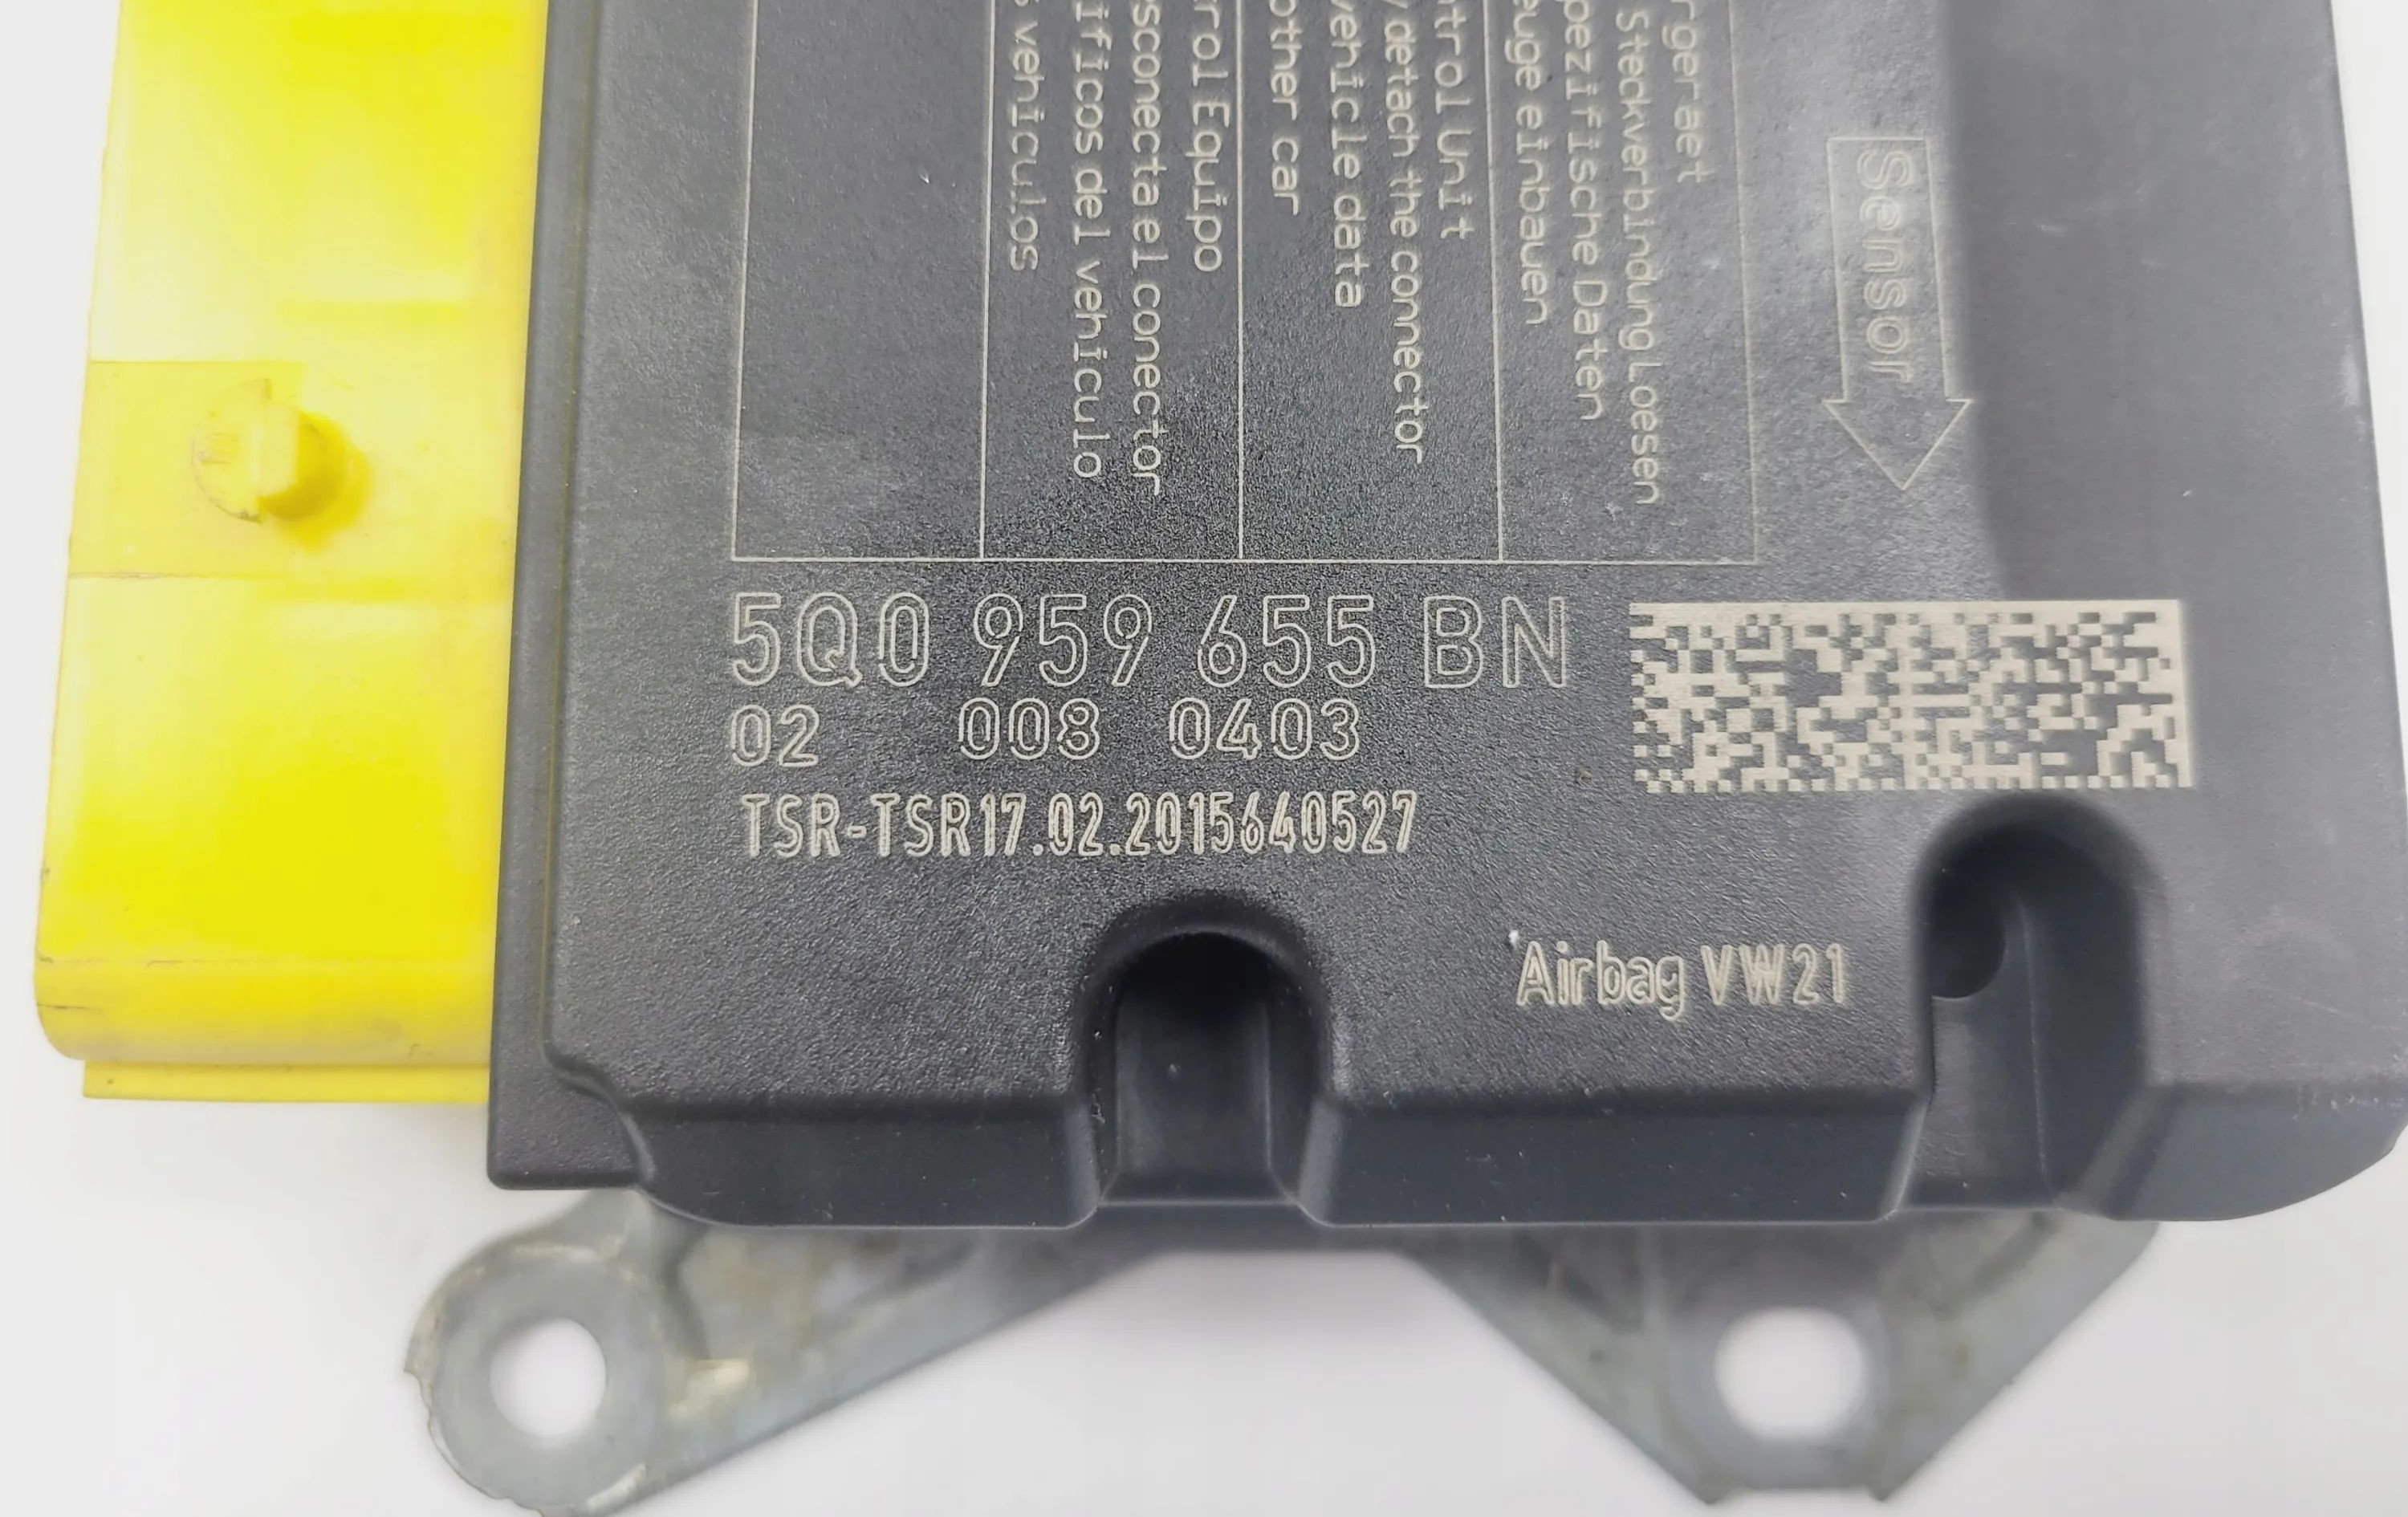 rgeraet
Steckverbindung Loesen
pezifische Daten
euge einbauen
ntrol Unit
detach the connector
vehicle data
other car
rol Equipo
sconecta el conector
ificos del vehiculo
s vehiculos
Sensor
5Q0 959 655 BN
02 008 0403
TSR-TSR17.02.2015640527
Airbag VW21